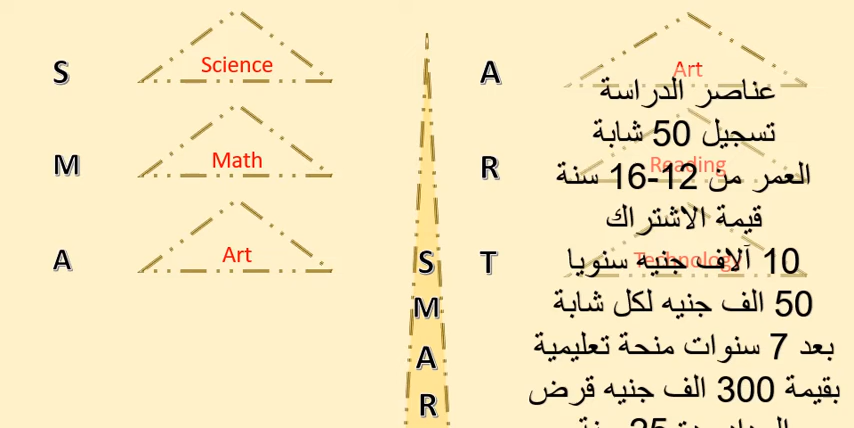 S
Science
M
Math
A
Art
S
M
A
R
A
Art
R
Reading
T
Technology
عناصر الدراسة
تسجيل 50 شابة
العمر من 12-16 سنة
قيمة الاشتراك
10 آلاف جنيه سنويا
50 الف جنيه لكل شابة
بعد 7 سنوات منحة تعليمية
بقيمة 300 الف جنيه قرض